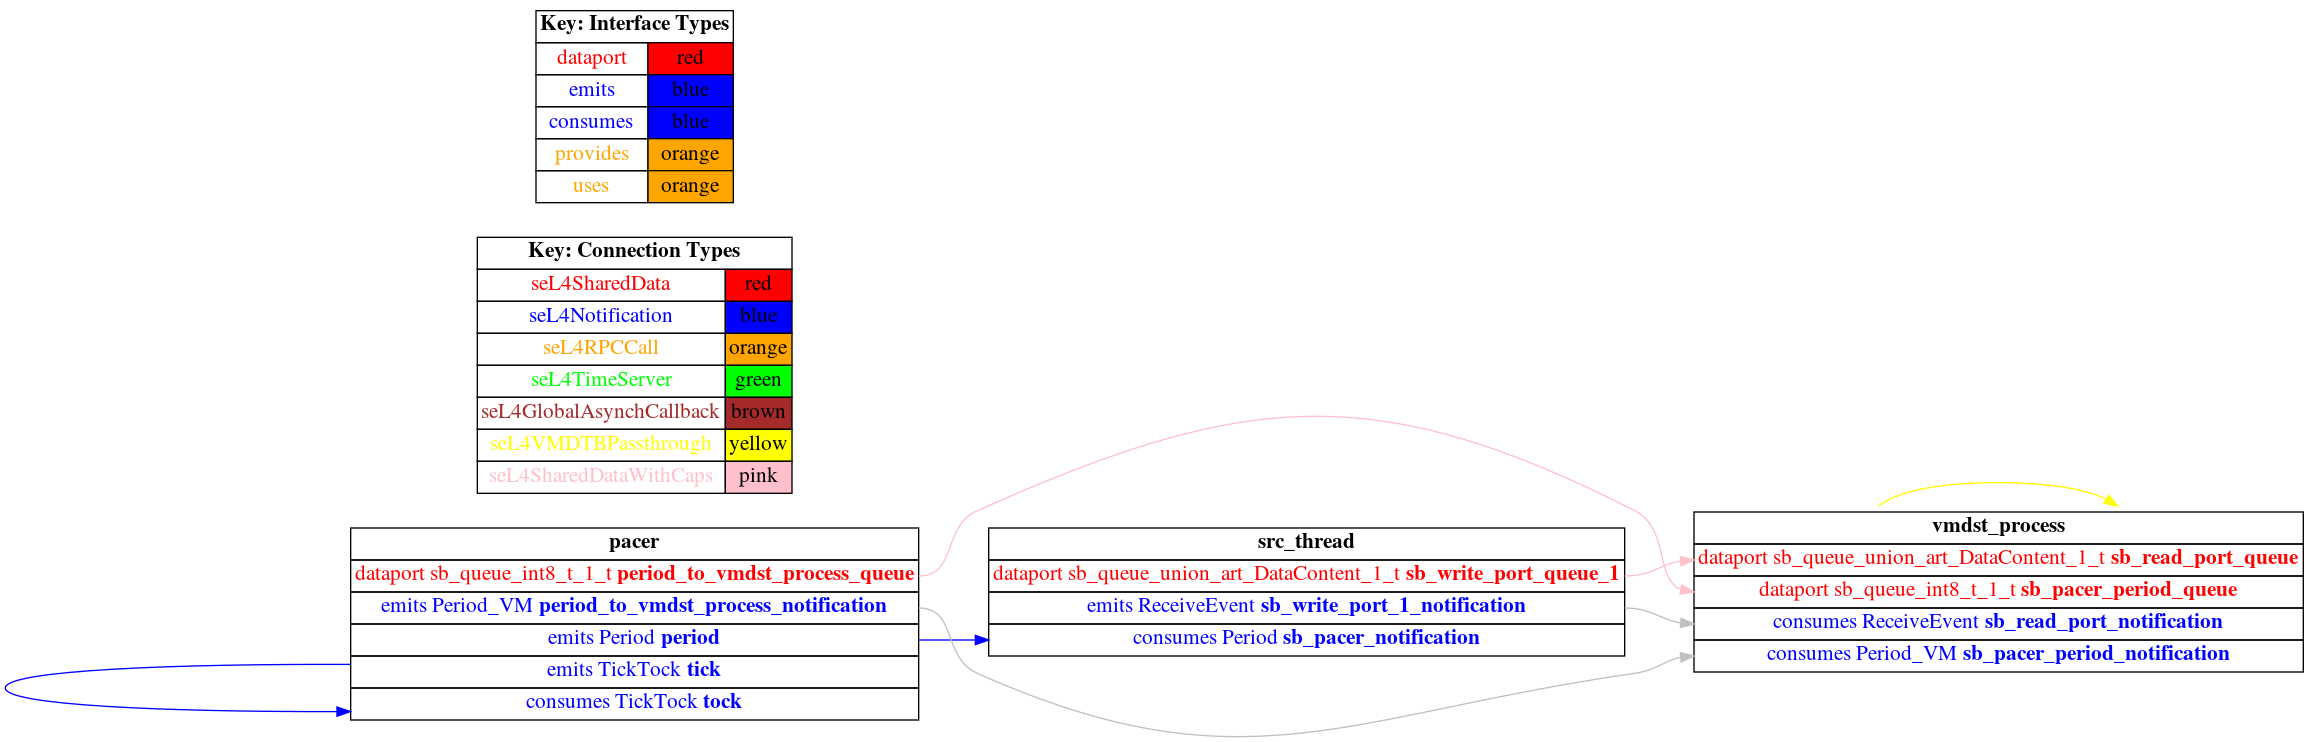 Key: Interface Types
dataport red
emits blue
consumes blue
provides orange
uses orange
Key: Connection Types
seL4SharedData red
seL4Notification blue
seL4RPCCall orange
seL4TimeServer green
seL4GlobalAsynchCallback brown
seL4VMDTBPassthrough yellow
seL4SharedDataWithCaps pink
pacer
dataport sb_queue_int8_t_1_t period_to_vmdst_process_queue
emits Period_VM period_to_vmdst_process_notification
emits Period period
emits TickTock tick
consumes TickTock tock
src_thread
dataport sb_queue_union_art_DataContent_1_t sb_write_port_queue_1
emits ReceiveEvent sb_write_port_1_notification
consumes Period sb_pacer_notification
vmdst_process
dataport sb_queue_union_art_DataContent_1_t sb_read_port_queue
dataport sb_queue_int8_t_1_t sb_pacer_period_queue
consumes ReceiveEvent sb_read_port_notification
consumes Period_VM sb_pacer_period_notification